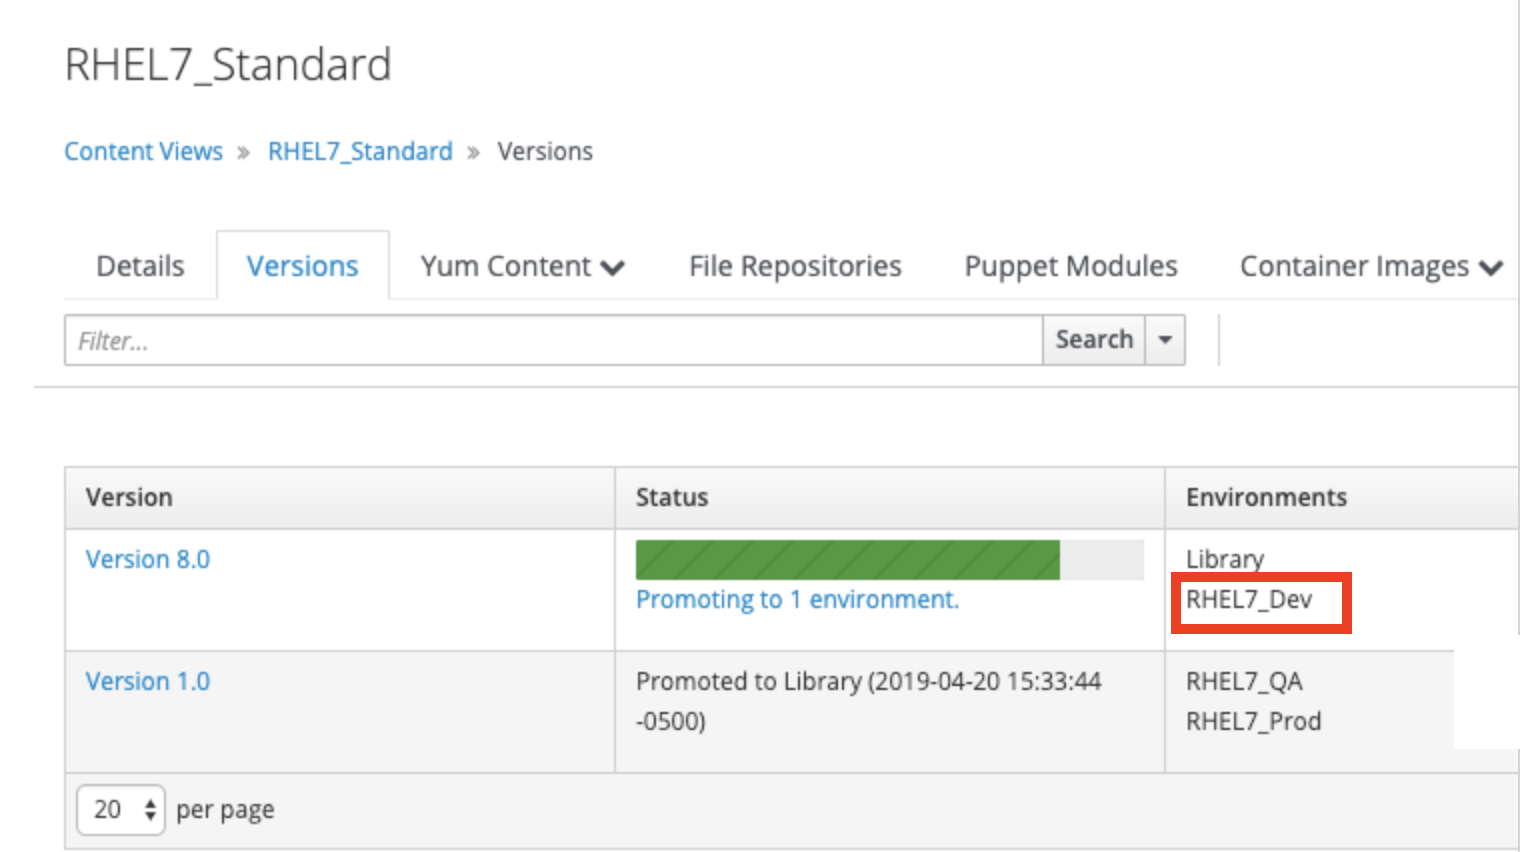 RHEL7_Standard
Content Views » RHEL7_Standard » Versions
Details Versions Yum Content File Repositories Puppet Modules Container Images
Filter... Search
Version Status Environments
Version 8.0 Library
Promoting to 1 environment. RHEL7_Dev
Version 1.0 Promoted to Library (2019-04-20 15:33:44 RHEL7_QA
-0500) RHEL7_Prod
20 per page